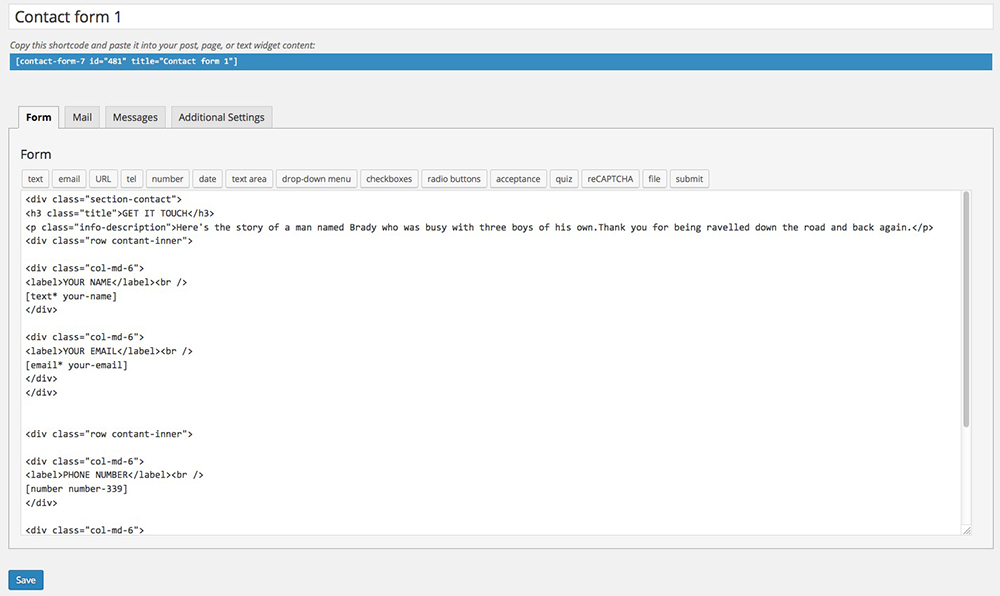 Contact form 1
Copy this shortcode and paste it into your post, page, or text widget content:
[contact-form-7 id="481" title="Contact form 1"]
Form Mail Messages Additional Settings
Form
text email URL tel number date text area drop-down menu checkboxes radio buttons acceptance quiz reCAPTCHA file submit
<div class="section-contact">
<h3 class="title">GET IT TOUCH</h3>
<p class="info-description">Here's the story of a man named Brady who was busy with three boys of his own.Thank you for being ravelled down the road and back again.</p>
<div class="row contant-inner">
<div class="col-md-6">
<label>YOUR NAME</label><br />
[text* your-name]
</div>
<div class="col-md-6">
<label>YOUR EMAIL</label><br />
[email* your-email]
</div>
</div>
<div class="row contant-inner">
<div class="col-md-6">
<label>PHONE NUMBER</label><br />
[number number-339]
</div>
<div class="col-md-6">
Save